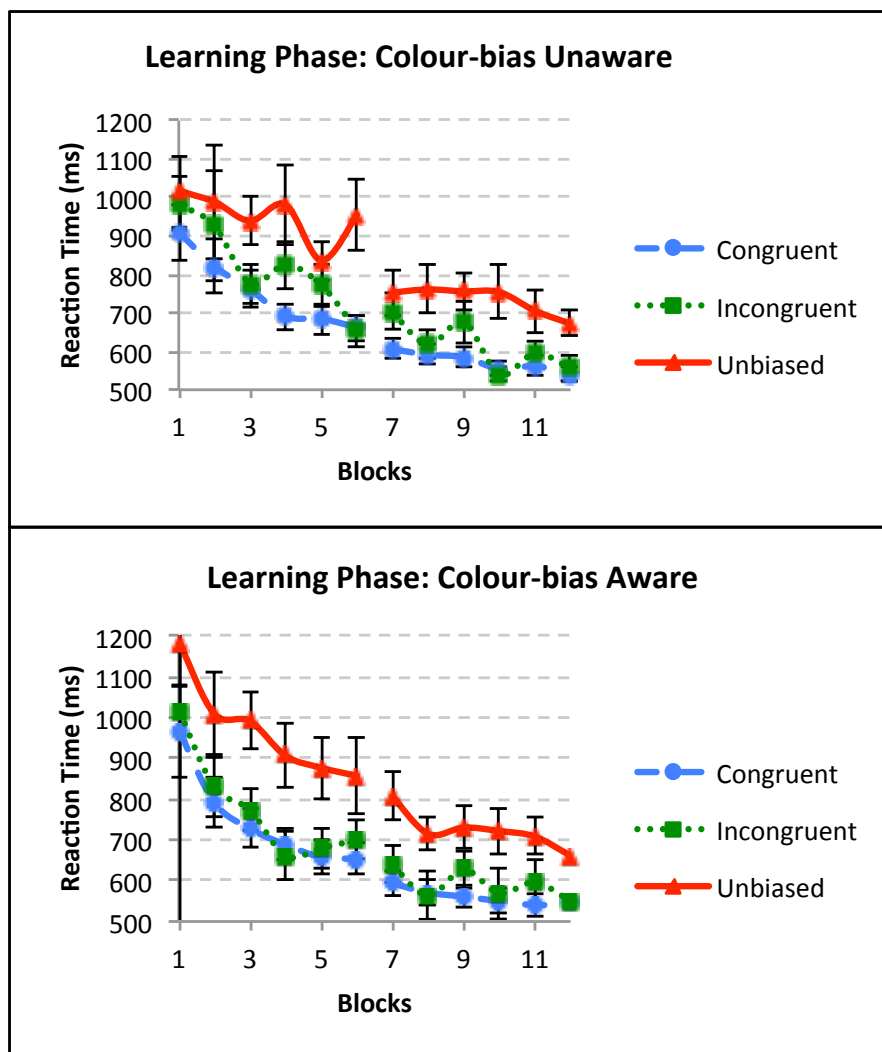 Learning Phase: Colour-bias Unaware
1200
1100
1000
900
800
700
600
500
Reaction Time (ms)
1 3 5 7 9 11
Blocks
Congruent
Incongruent
Unbiased
Learning Phase: Colour-bias Aware
1200
1100
1000
900
800
700
600
500
Reaction Time (ms)
1 3 5 7 9 11
Blocks
Congruent
Incongruent
Unbiased